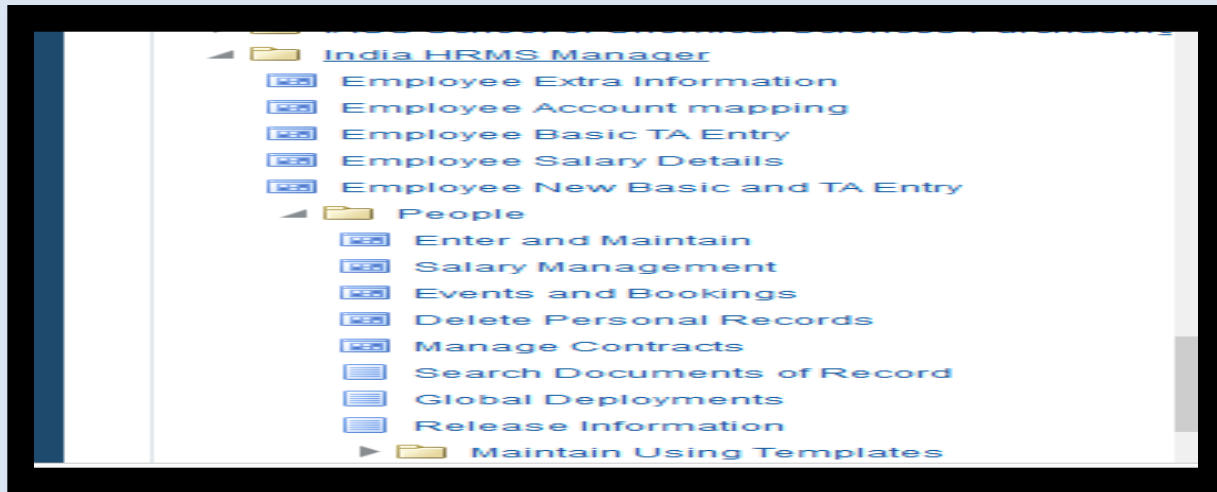 India HRMS Manager
Employee Extra Information
Employee Account mapping
Employee Basic TA Entry
Employee Salary Details
Employee New Basic and TA Entry
People
Enter and Maintain
Salary Management
Events and Bookings
Delete Personal Records
Manage Contracts
Search Documents of Record
Global Deployments
Release Information
Maintain Using Templates